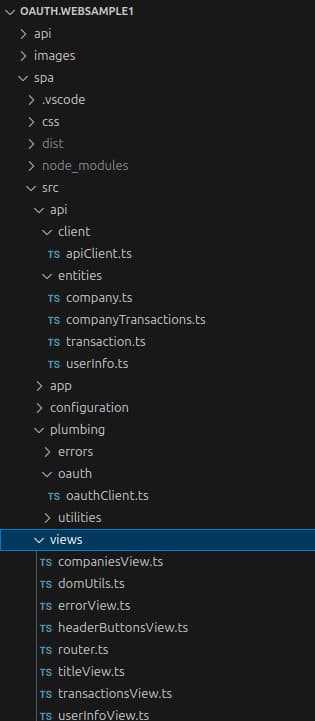 OAUTH.WEBSAMPLE1
api
images
spa
.vscode
css
dist
node_modules
src
api
client
TS apiClient.ts
entities
TS company.ts
TS companyTransactions.ts
TS transaction.ts
TS userInfo.ts
app
configuration
plumbing
errors
oauth
TS oauthClient.ts
utilities
views
TS companiesView.ts
TS domUtils.ts
TS errorView.ts
TS headerButtonsView.ts
TS router.ts
TS titleView.ts
TS transactionsView.ts
TS userInfoView.ts